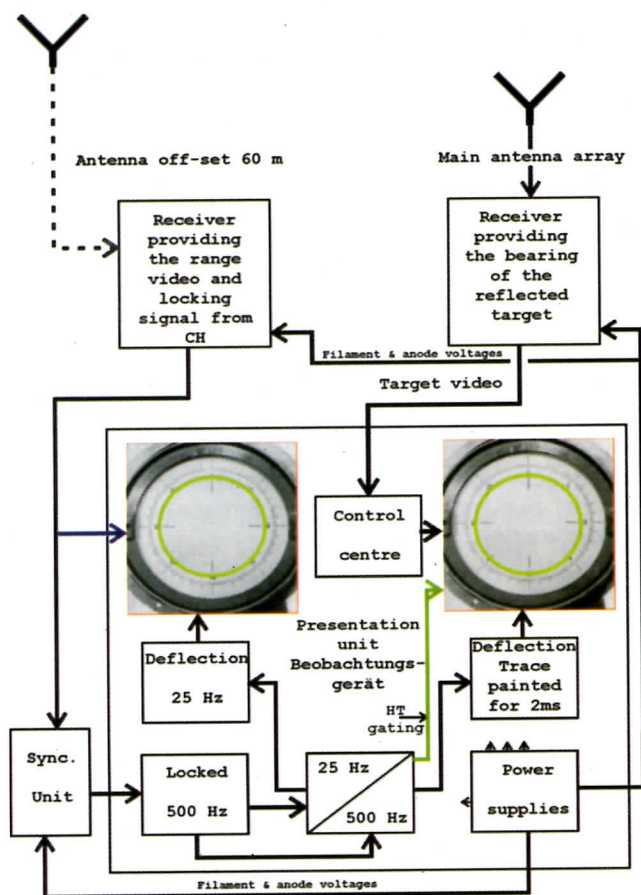 Antenna off-set 60 m
Main antenna array
Receiver
providing
the range
video and
locking
signal from
CH
Receiver
providing
the bearing
of the
reflected
target
Filament & anode voltages
Target video
Control
centre
Presentation
unit
Beobachtungs-
gerät
Deflection
25 Hz
Deflection
Trace
painted
for 2ms
HT
gating
Sync.
Unit
Locked
500 Hz
25 Hz
500 Hz
Power
supplies
Filament & anode voltages